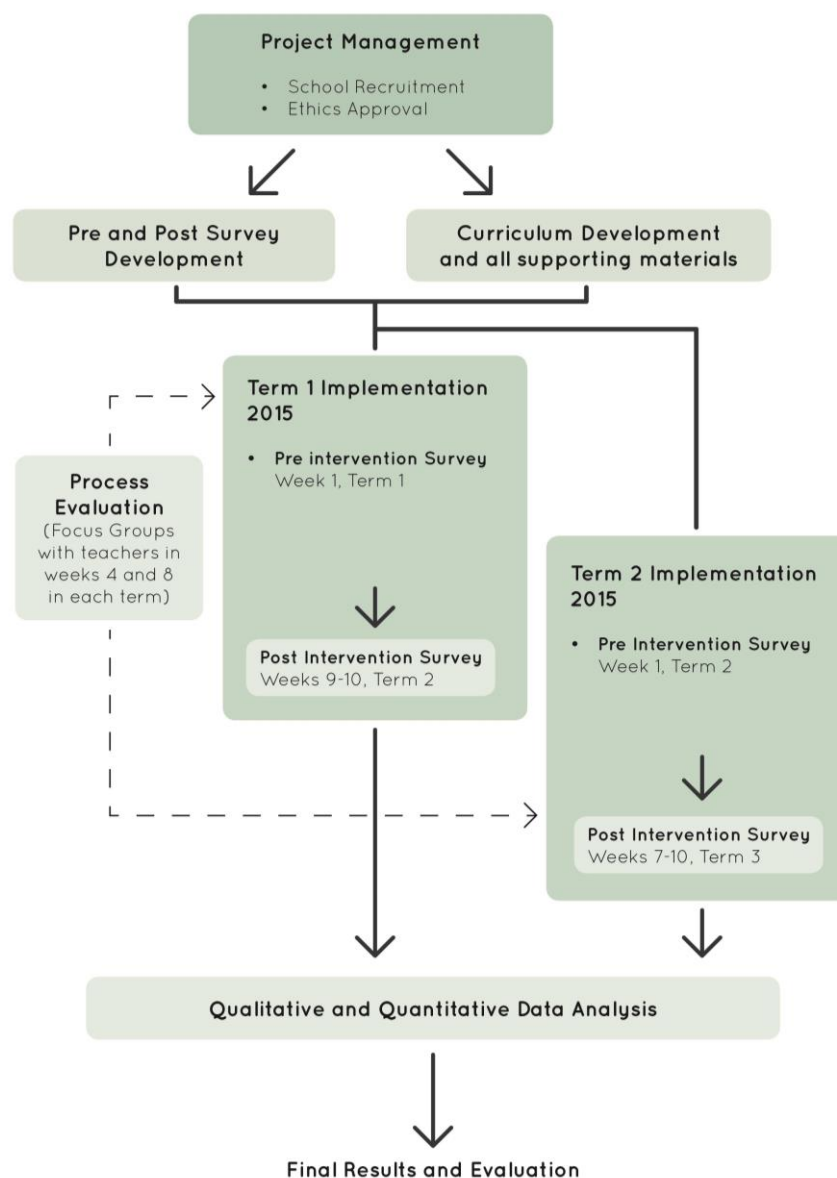 Project Management
• School Recruitment
• Ethics Approval
Pre and Post Survey
Development
Curriculum Development
and all supporting materials
Term 1 Implementation
2015
• Pre intervention Survey
Week 1, Term 1
Process
Evaluation
(Focus Groups
with teachers in
weeks 4 and 8
in each term)
Post Intervention Survey
Weeks 9-10, Term 2
Term 2 Implementation
2015
• Pre Intervention Survey
Week 1, Term 2
Post Intervention Survey
Weeks 7-10, Term 3
Qualitative and Quantitative Data Analysis
Final Results and Evaluation